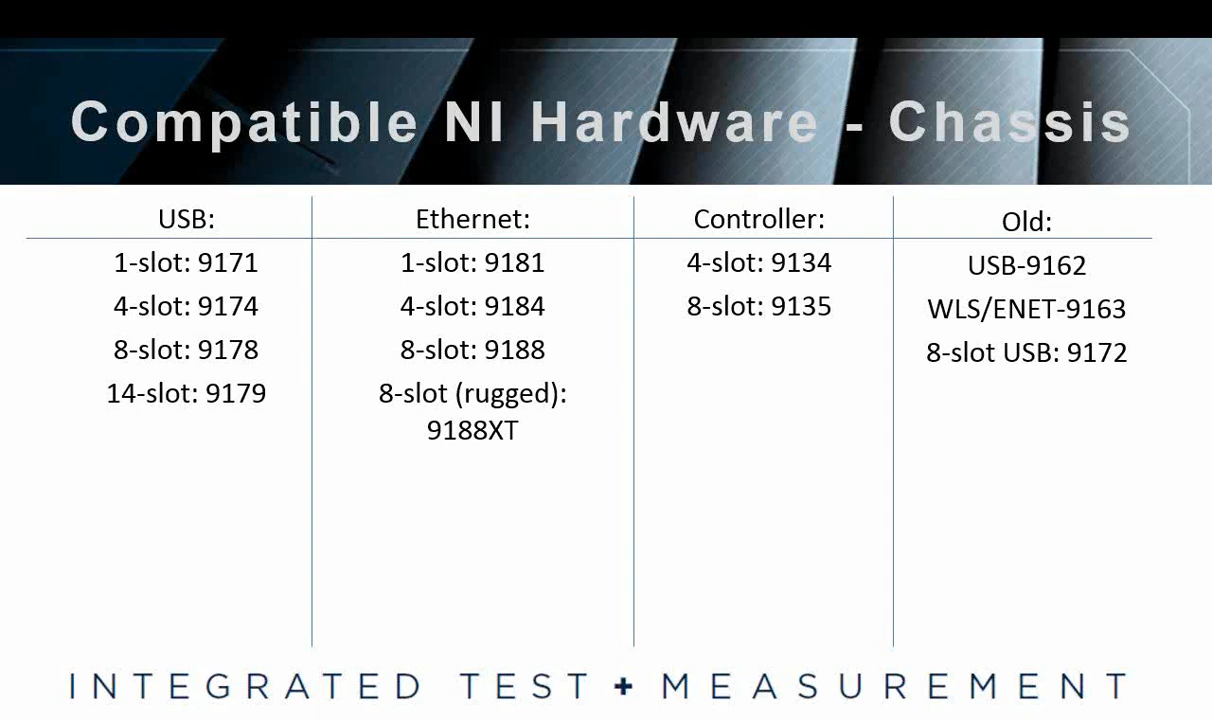 Compatible NI Hardware - Chassis
USB:
1-slot: 9171
4-slot: 9174
8-slot: 9178
14-slot: 9179
Ethernet:
1-slot: 9181
4-slot: 9184
8-slot: 9188
8-slot (rugged):
9188XT
Controller:
4-slot: 9134
8-slot: 9135
Old:
USB-9162
WLS/ENET-9163
8-slot USB: 9172
INTEGRATED TEST + MEASUREMENT